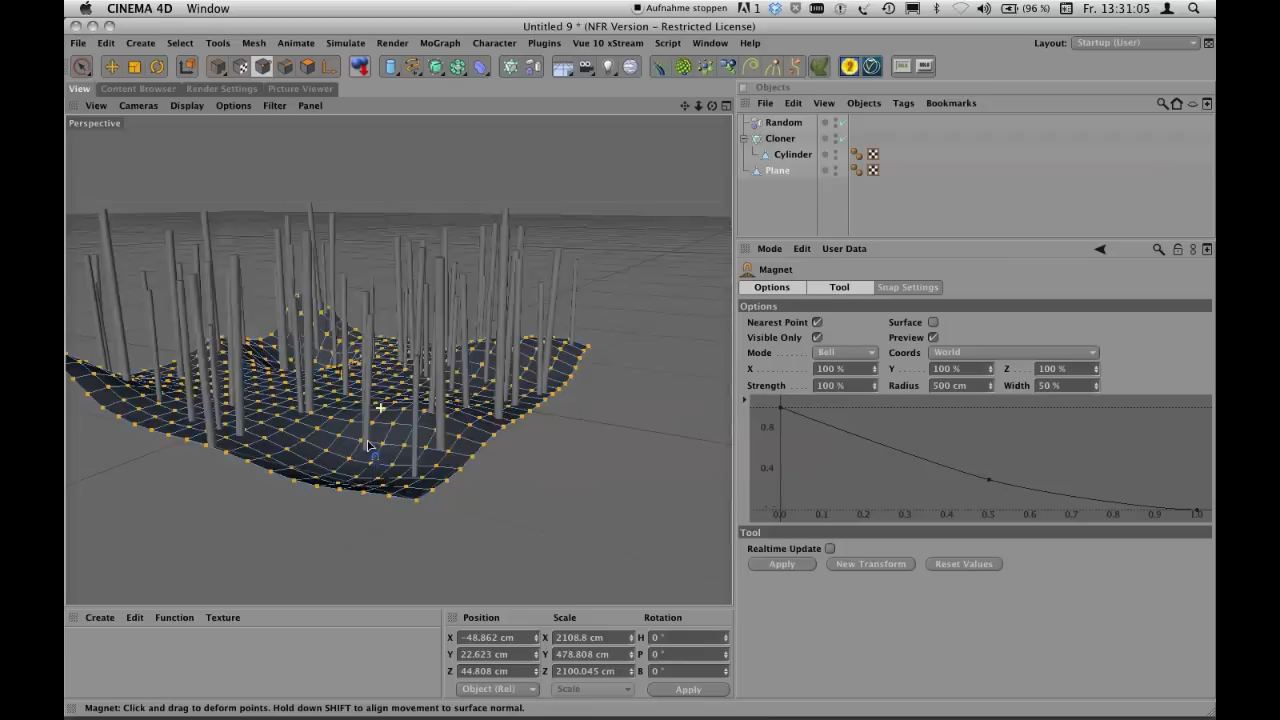 CINEMA 4D Window Aufnahme stoppen 1 (96 %) Fr. 13:31:05
Untitled 9 * (NFR Version - Restricted License)
File Edit Create Select Tools Mesh Animate Simulate Render MoGraph Character Plugins Vue 10 xStream Script Window Help Layout: Startup (User)
View Content Browser Render Settings Picture Viewer Objects
View Cameras Display Options Filter Panel File Edit View Objects Tags Bookmarks
Perspective
Random
Cloner
Cylinder
Plane
Mode Edit User Data
Magnet
Options Tool Snap Settings
Options
Nearest Point Surface
Visible Only Preview
Mode Bell Coords World
X 100 % Y 100 % Z 100 %
Strength 100 % Radius 500 cm Width 50 %
0.8
0.4
0.0 0.1 0.2 0.3 0.4 0.5 0.6 0.7 0.8 0.9 1.0
Tool
Realtime Update
Apply New Transform Reset Values
Create Edit Function Texture Position Scale Rotation
X -48.862 cm X 2108.8 cm H 0 °
Y 22.623 cm Y 478.808 cm P 0 °
Z 44.808 cm Z 2100.045 cm B 0 °
Object (Rel) Scale Apply
Magnet: Click and drag to deform points. Hold down SHIFT to align movement to surface normal.